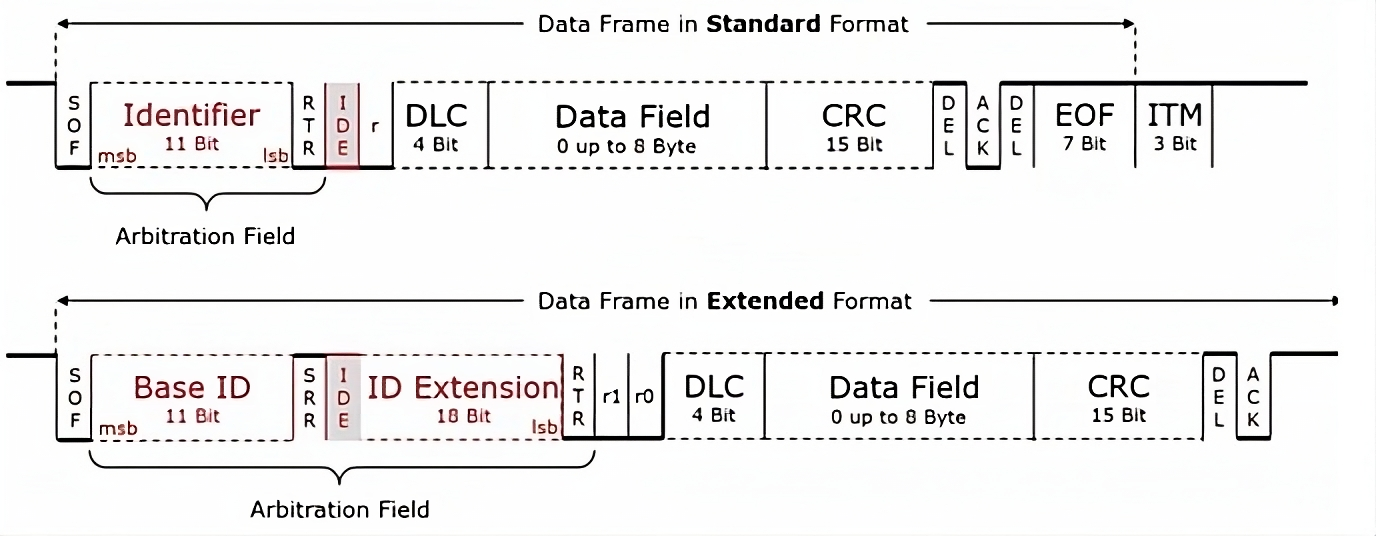 Data Frame in Standard Format
SOF
Identifier
11 Bit
msb
lsb
RTR
IDE
r
DLC
4 Bit
Data Field
0 up to 8 Byte
CRC
15 Bit
DEL
ACK
DEL
EOF
7 Bit
ITM
3 Bit
Arbitration Field
Data Frame in Extended Format
SOF
Base ID
11 Bit
msb
SRR
IDE
ID Extension
18 Bit
lsb
RTR
r1
r0
DLC
4 Bit
Data Field
0 up to 8 Byte
CRC
15 Bit
DEL
ACK
Arbitration Field